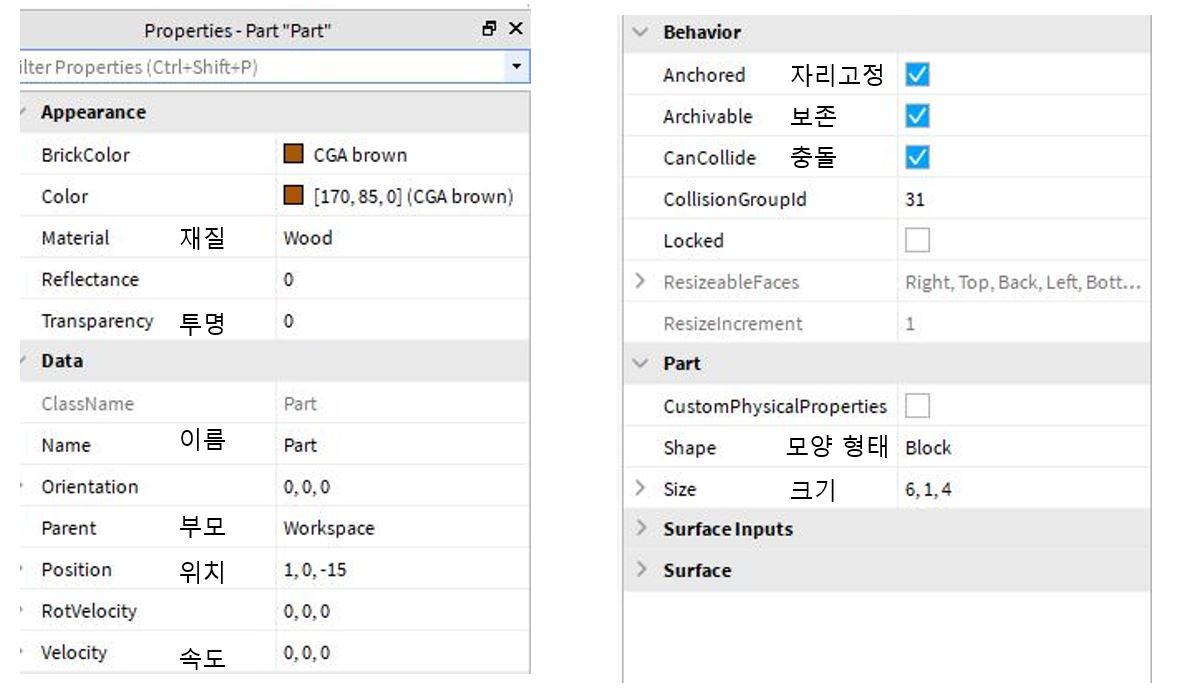 Properties - Part "Part"
ilter Properties (Ctrl+Shift+P)
Appearance
BrickColor CGA brown
Color [170, 85, 0] (CGA brown)
Material 재질 Wood
Reflectance 0
Transparency 투명 0
Data
ClassName Part
Name 이름 Part
Orientation 0, 0, 0
Parent 부모 Workspace
Position 위치 1, 0, -15
RotVelocity 0, 0, 0
Velocity 속도 0, 0, 0
Behavior
Anchored 자리고정
Archivable 보존
CanCollide 충돌
CollisionGroupId 31
Locked
ResizeableFaces Right, Top, Back, Left, Bott...
ResizeIncrement 1
Part
CustomPhysicalProperties
Shape 모양 형태 Block
Size 크기 6, 1, 4
Surface Inputs
Surface